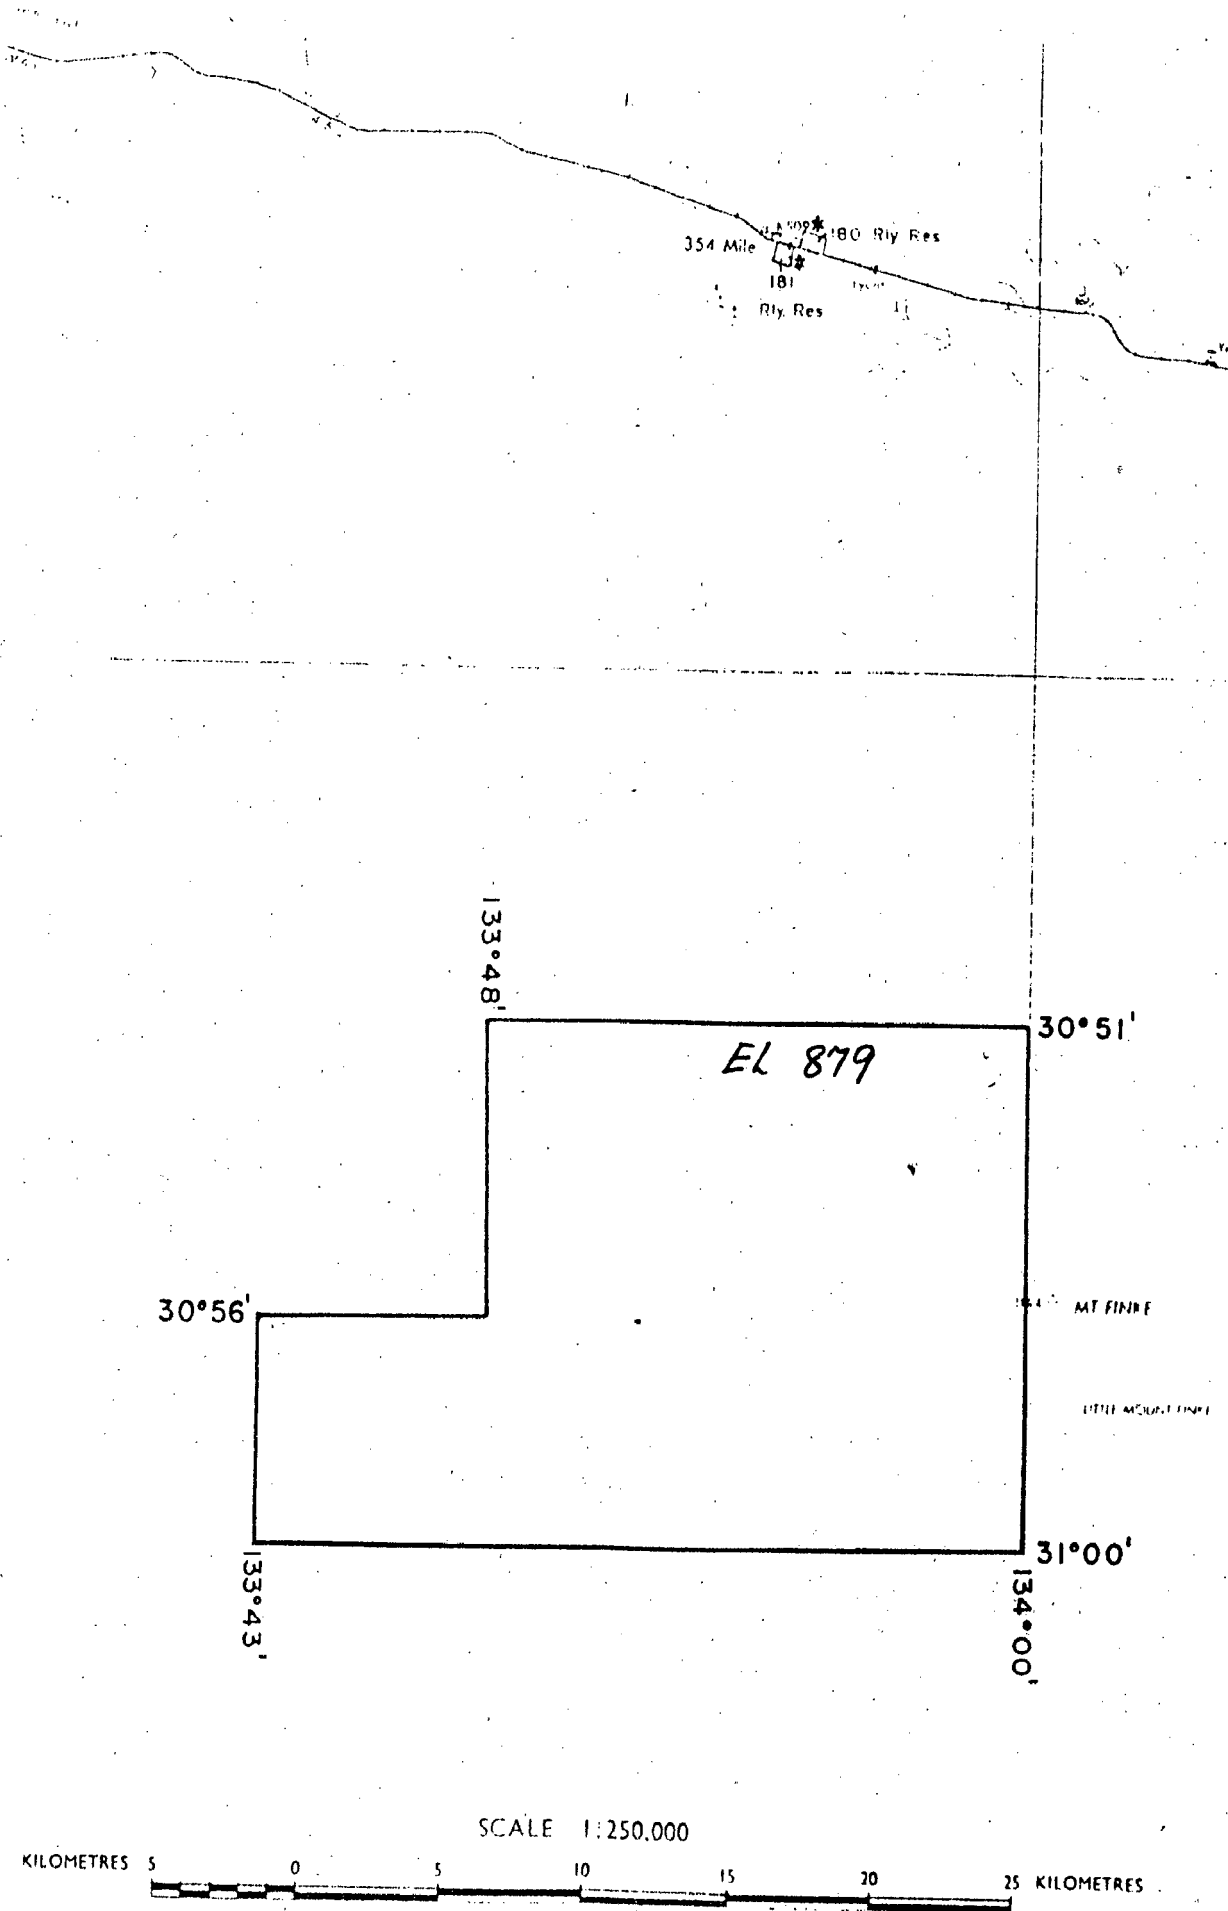 354 Mile
180 Rly Res
181
Rly. Res
133°48'
30°51'
EL 879
30°56'
MT FINKE
LITTLE MOUNT FINKE
31°00'
133°43'
134°00'
SCALE 1:250,000
KILOMETRES 5 0 5 10 15 20 25 KILOMETRES